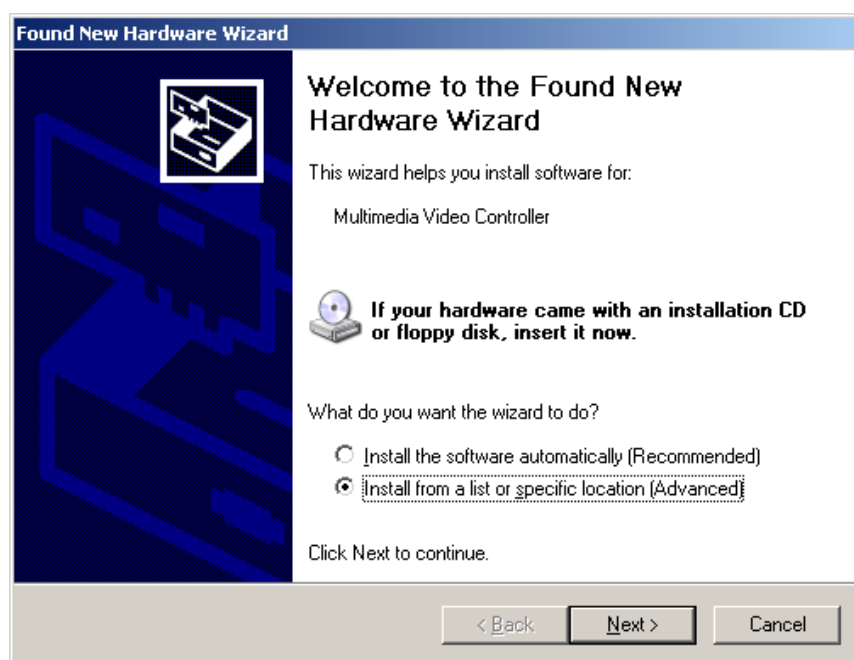 Found New Hardware Wizard
Welcome to the Found New
Hardware Wizard
This wizard helps you install software for:
Multimedia Video Controller
If your hardware came with an installation CD
or floppy disk, insert it now.
What do you want the wizard to do?
Install the software automatically (Recommended)
Install from a list or specific location (Advanced)
Click Next to continue.
< Back Next > Cancel